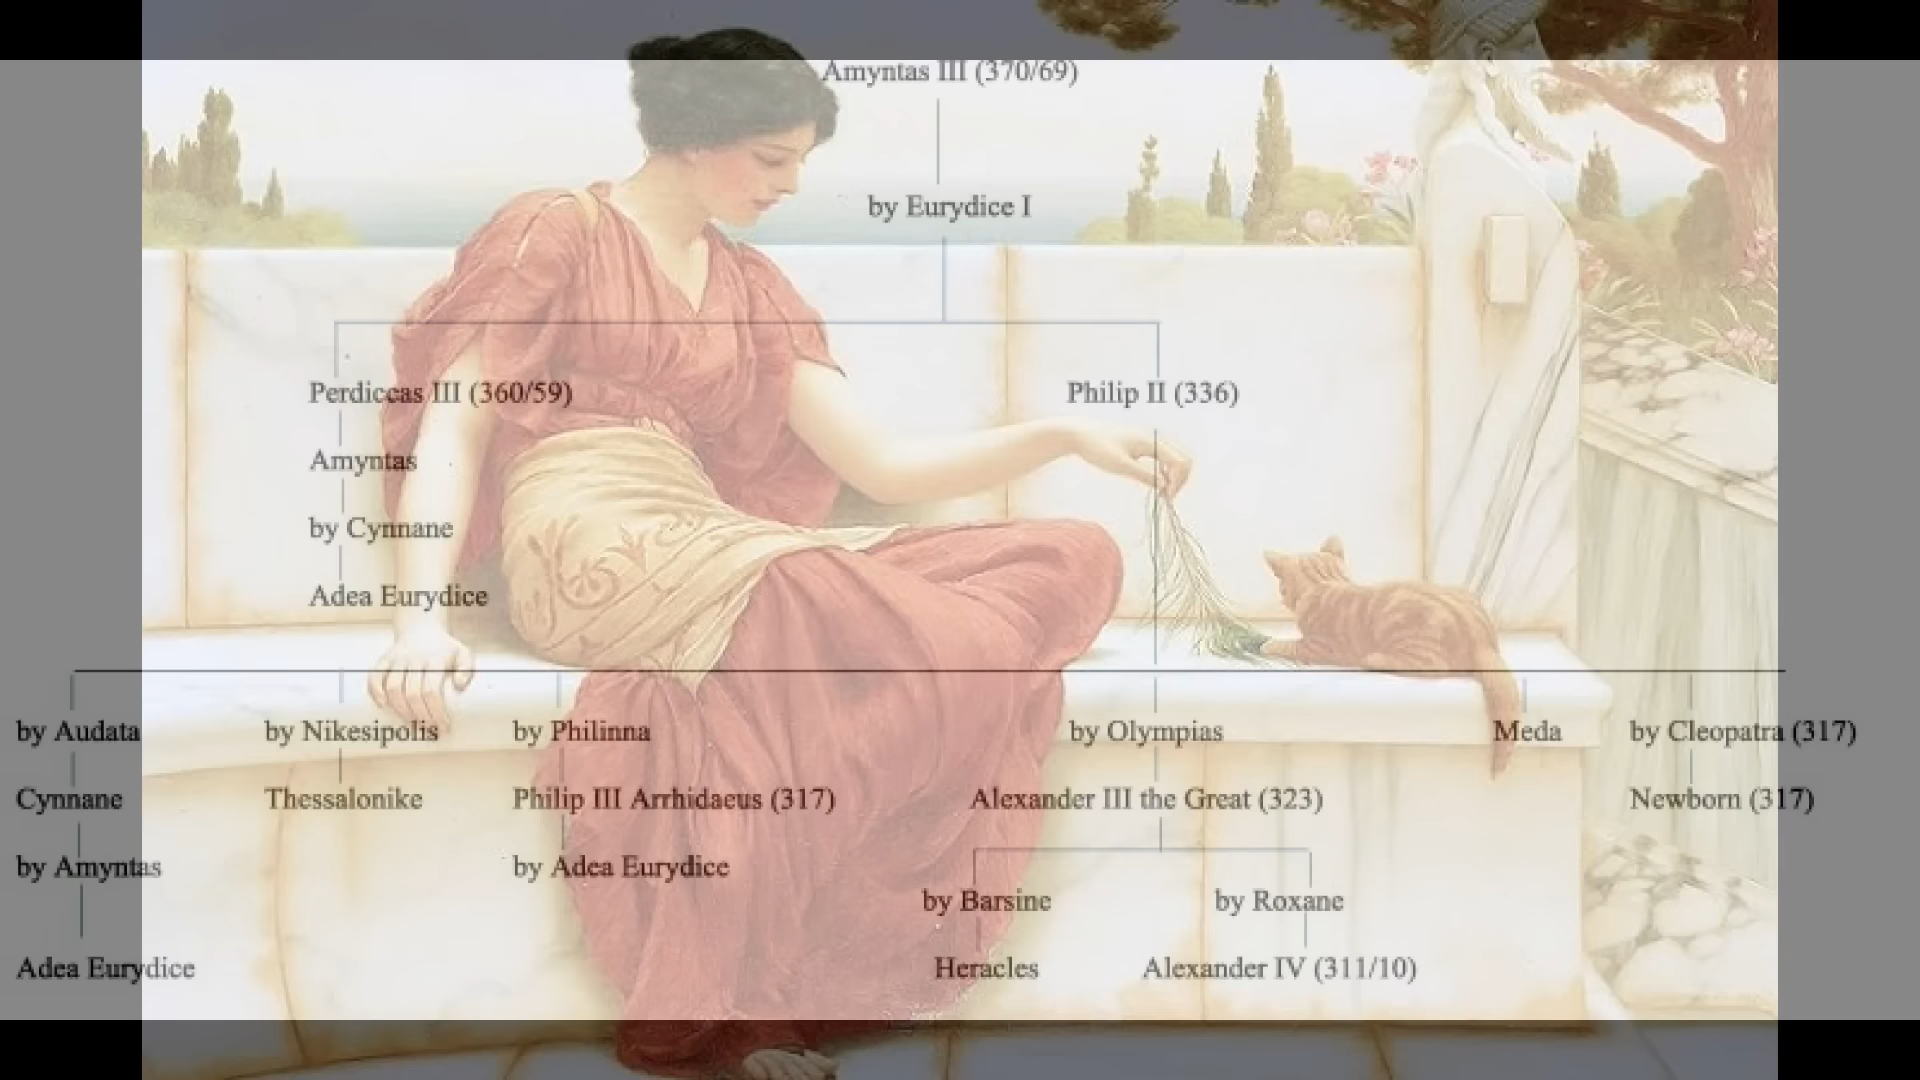 Amyntas III (370/69)
by Eurydice I
Perdiccas III (360/59)
Philip II (336)
Amyntas
by Cynnane
Adea Eurydice
by Audata
by Nikesipolis
by Philinna
by Olympias
Meda
by Cleopatra (317)
Cynnane
Thessalonike
Philip III Arrhidaeus (317)
Alexander III the Great (323)
Newborn (317)
by Amyntas
by Adea Eurydice
by Barsine
by Roxane
Adea Eurydice
Heracles
Alexander IV (311/10)